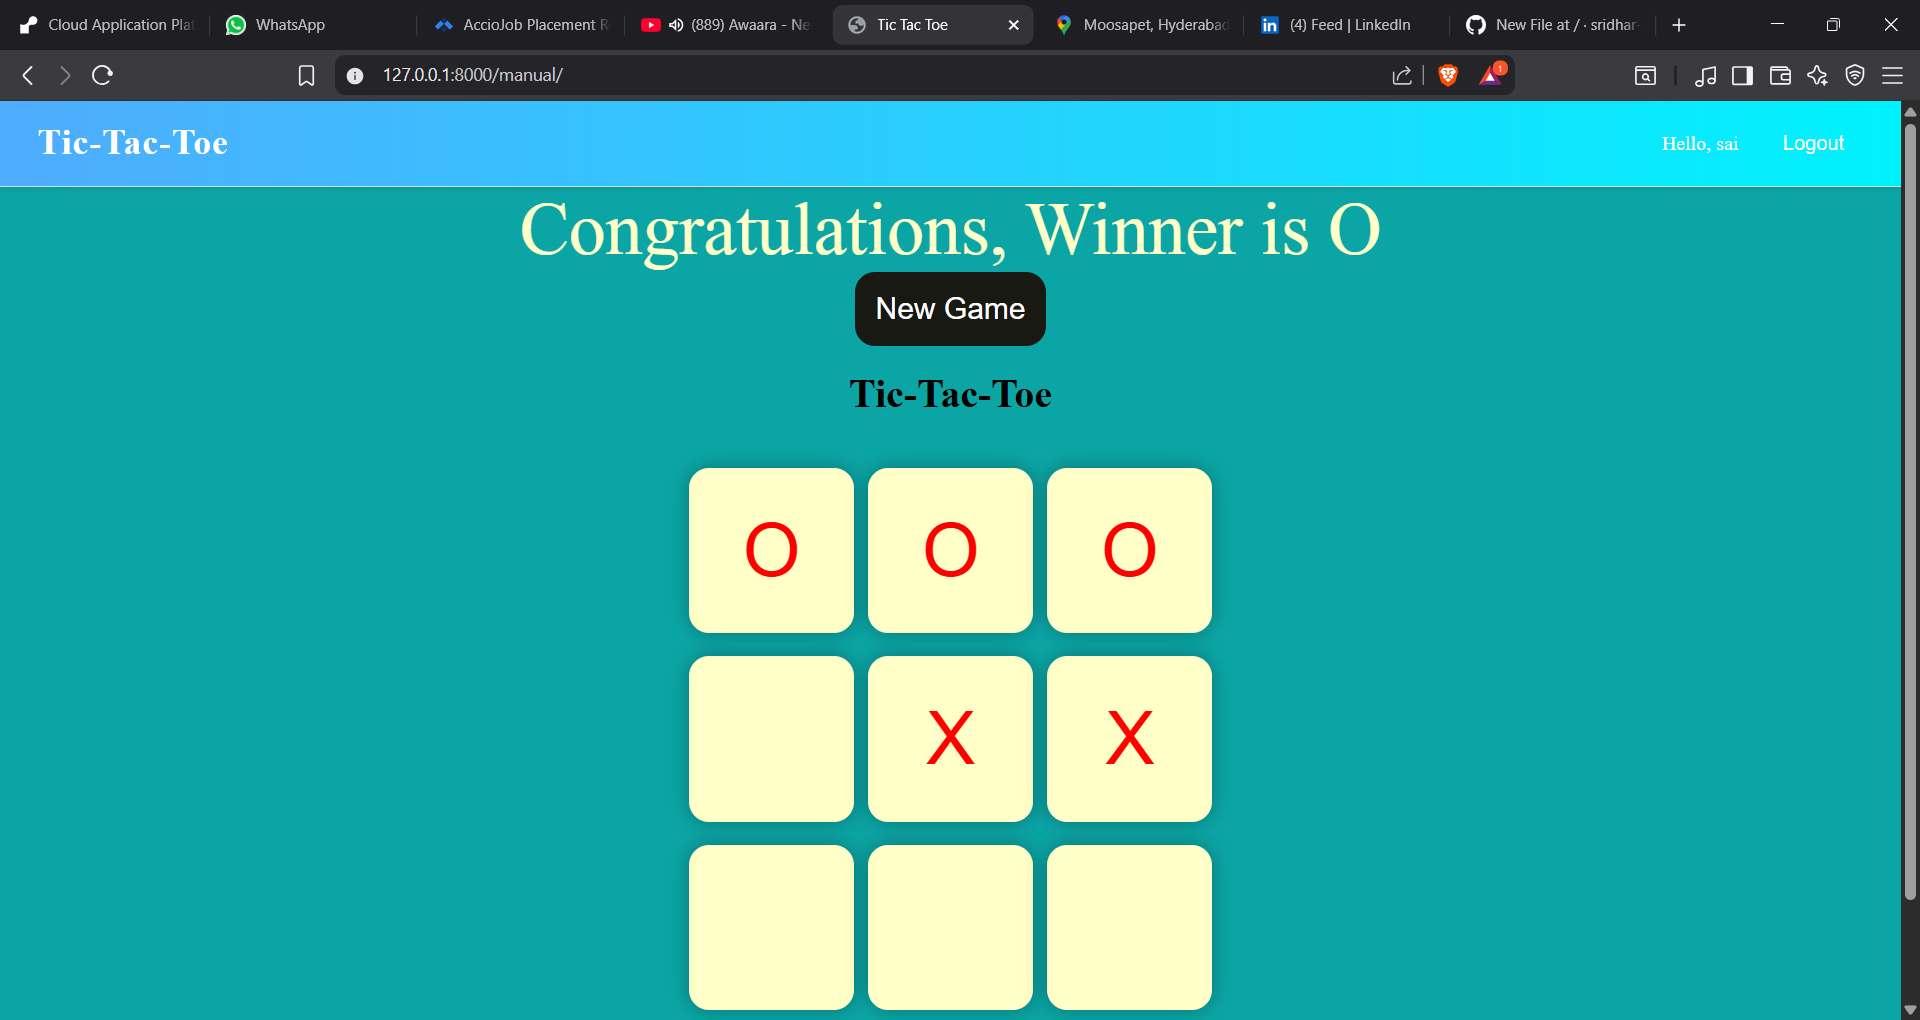 Cloud Application Pla
WhatsApp
AccioJob Placement R
(889) Awaara - Ne
Tic Tac Toe
Moosapet, Hyderabad
(4) Feed | LinkedIn
New File at / · sridhar-
127.0.0.1:8000/manual/
1
Tic-Tac-Toe
Hello, sai
Logout
Congratulations, Winner is O
New Game
Tic-Tac-Toe
O O O
X X